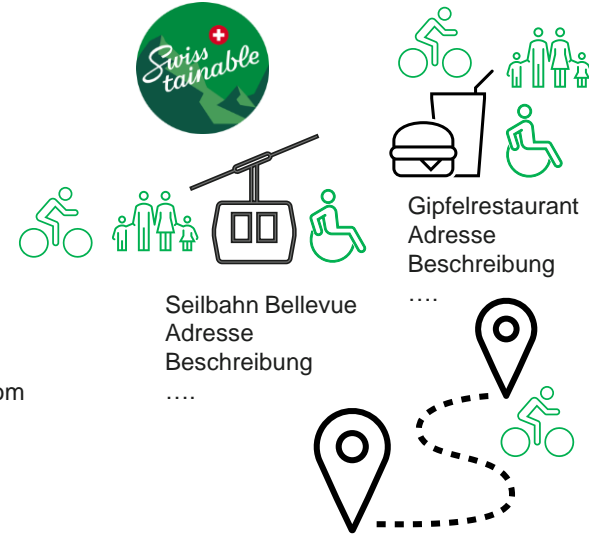 Swiss
tainable
Gipfelrestaurant
Adresse
Beschreibung
….
Seilbahn Bellevue
Adresse
Beschreibung
….
om